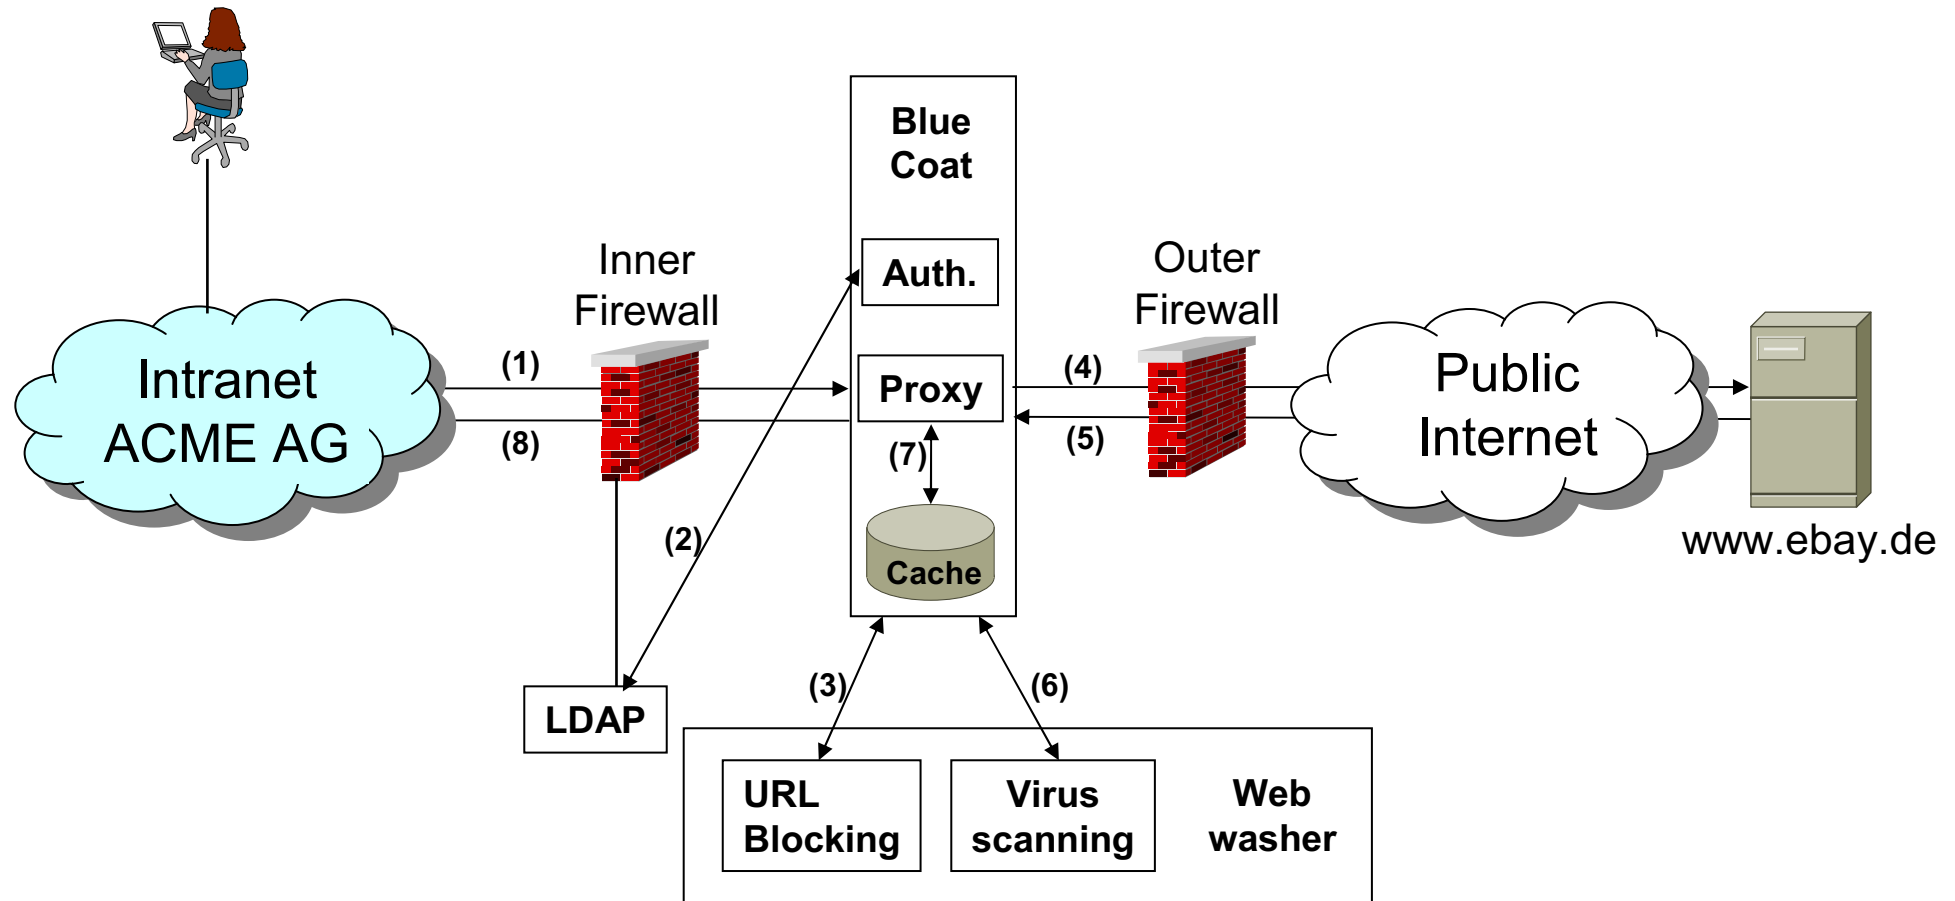 Blue
Coat
Inner
Firewall
Auth.
Outer
Firewall
Intranet
ACME AG
(1)
(8)
Proxy
(7)
(4)
(5)
Public
Internet
(2)
Cache
www.ebay.de
(3)
(6)
LDAP
URL
Blocking
Virus
scanning
Web
washer